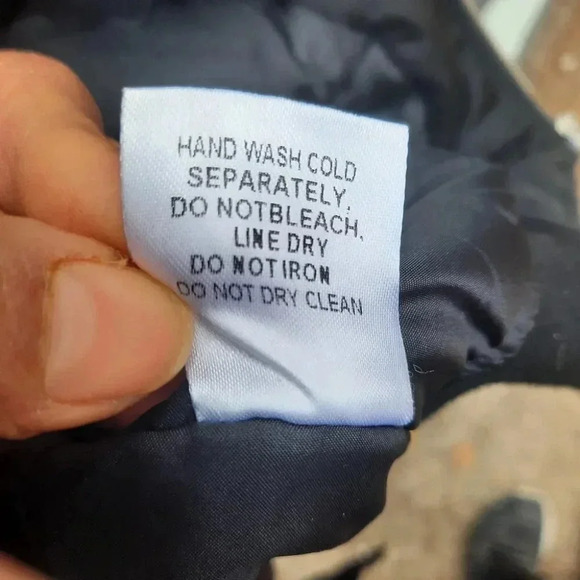 HAND WASH COLD
SEPARATELY.
DO NOTBLEACH.
LINE DRY
DO NOTIRON
DO NOT DRY CLEAN